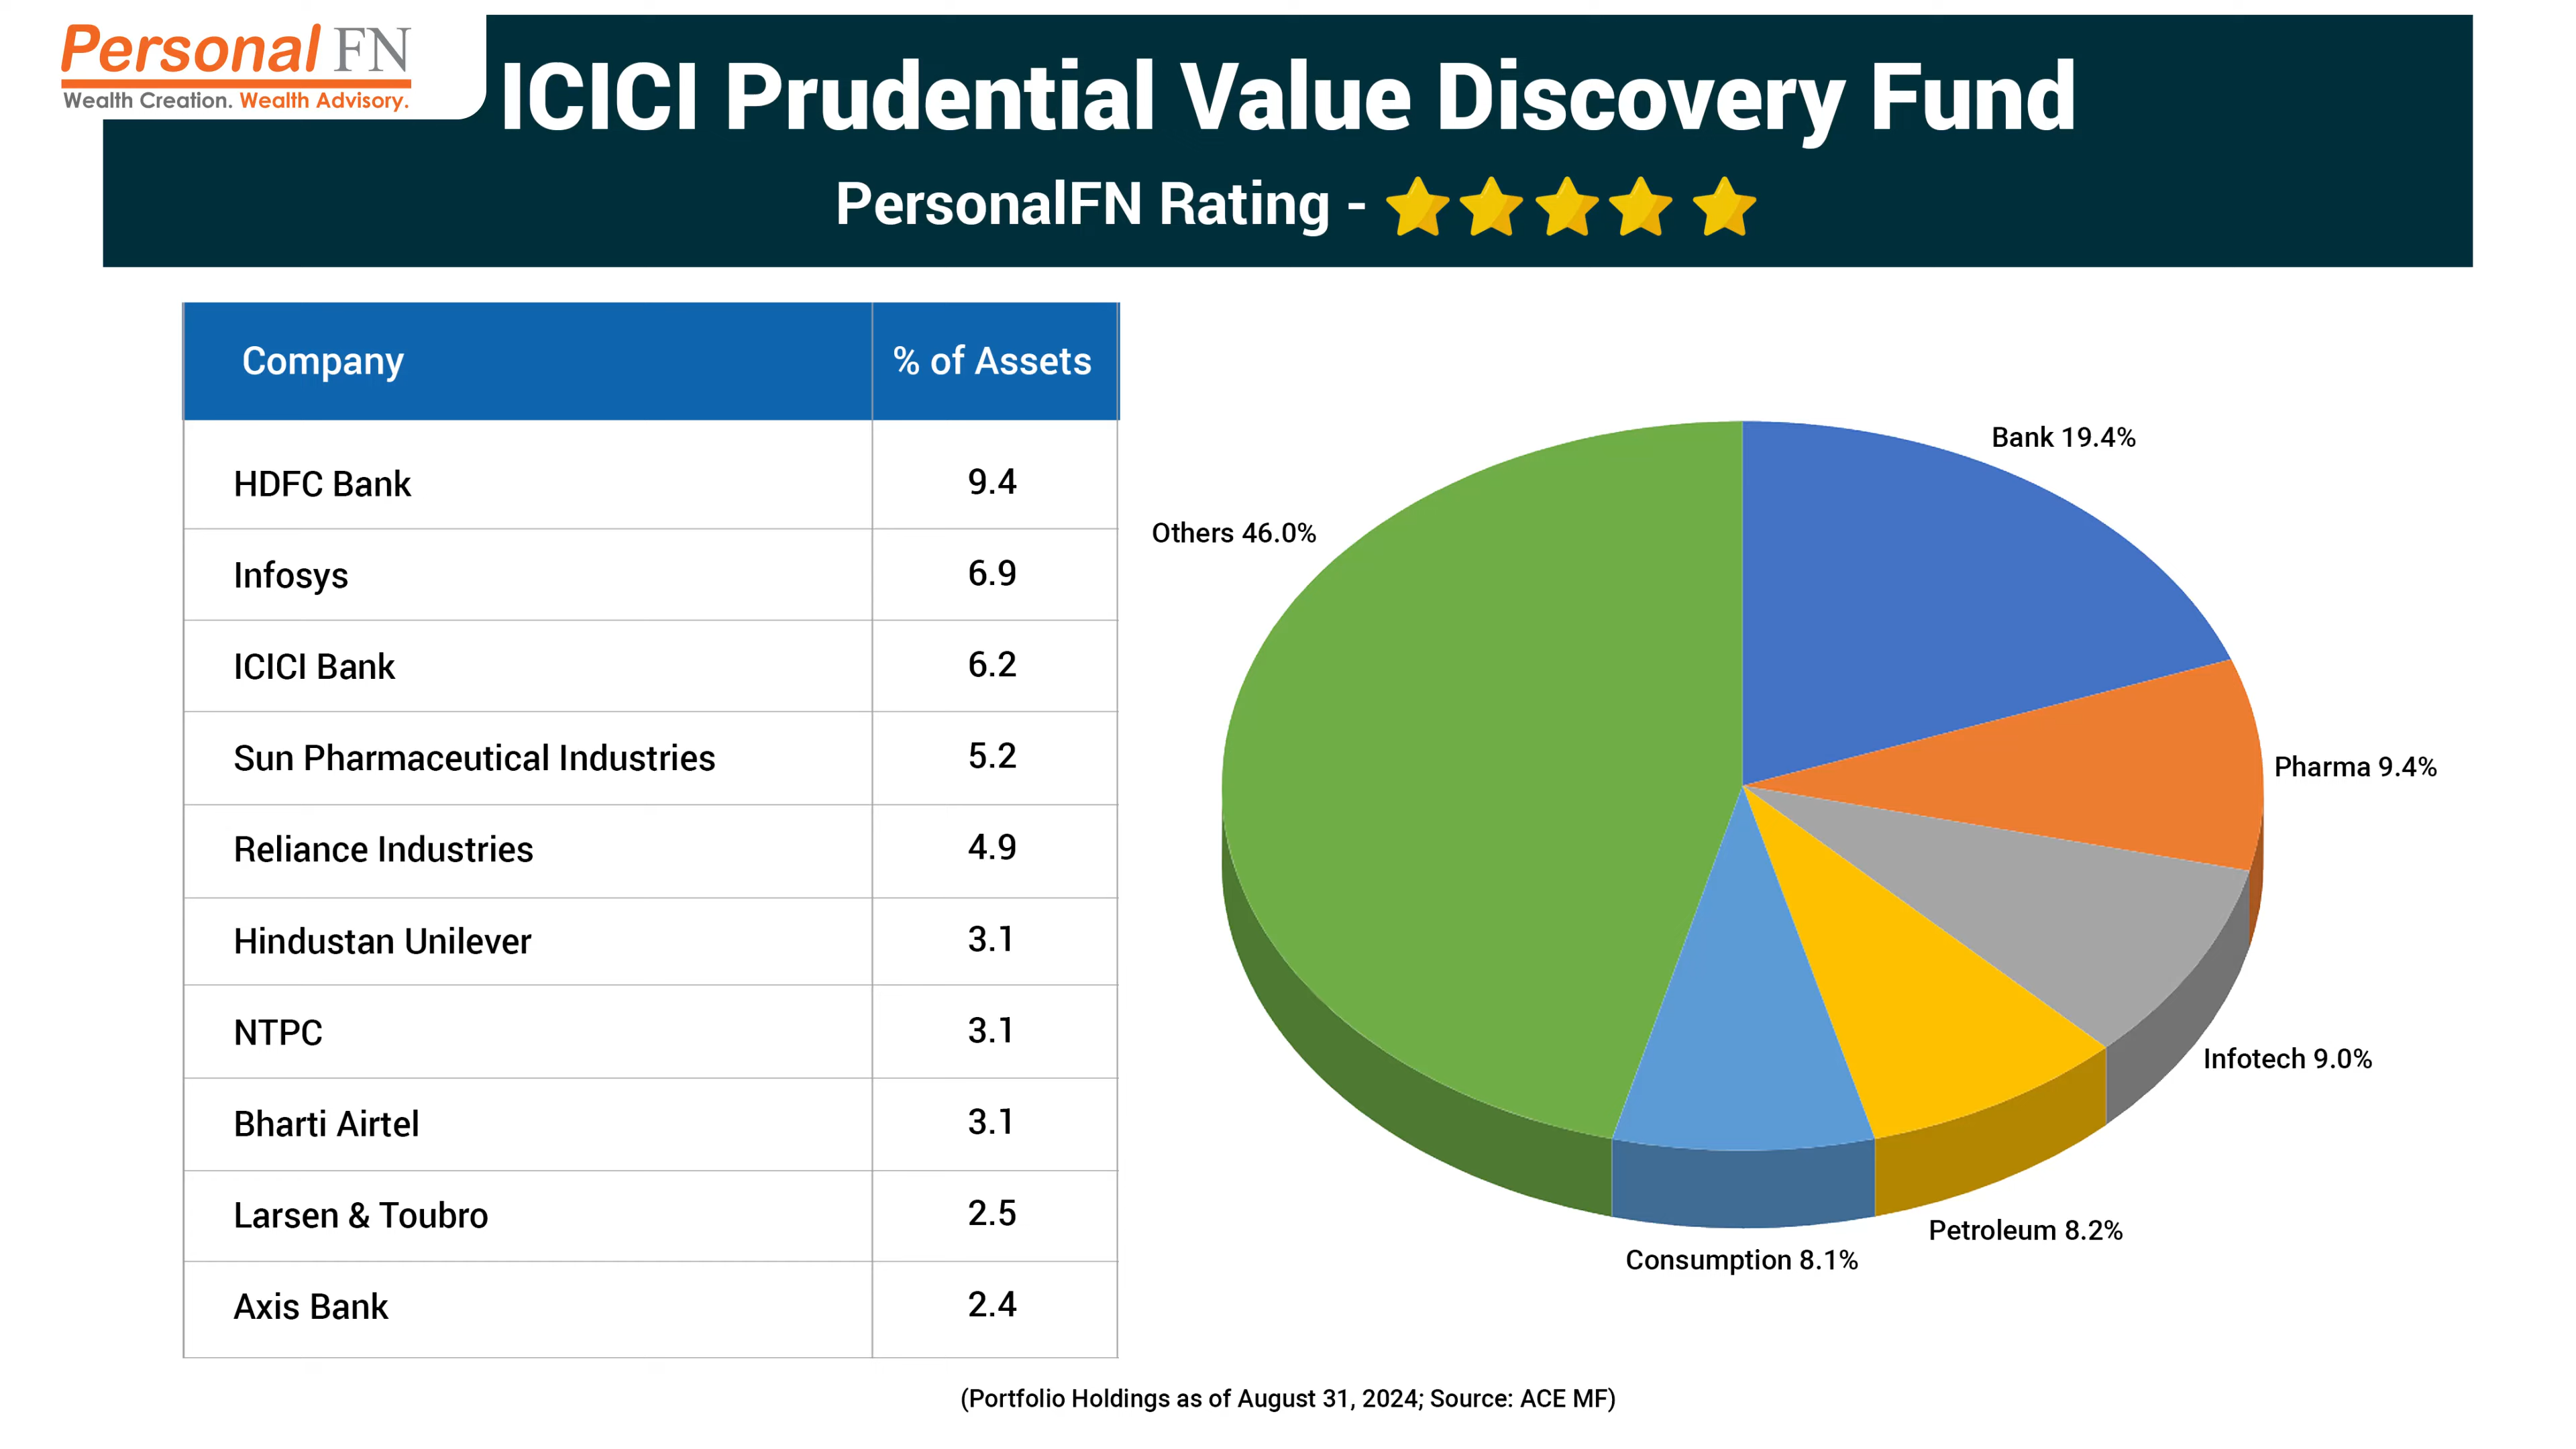 Personal FN
Wealth Creation. Wealth Advisory.
ICICI Prudential Value Discovery Fund
PersonalFN Rating -
Company % of Assets
HDFC Bank 9.4
Infosys 6.9
ICICI Bank 6.2
Sun Pharmaceutical Industries 5.2
Reliance Industries 4.9
Hindustan Unilever 3.1
NTPC 3.1
Bharti Airtel 3.1
Larsen & Toubro 2.5
Axis Bank 2.4
Bank 19.4%
Others 46.0%
Pharma 9.4%
Infotech 9.0%
Petroleum 8.2%
Consumption 8.1%
(Portfolio Holdings as of August 31, 2024; Source: ACE MF)